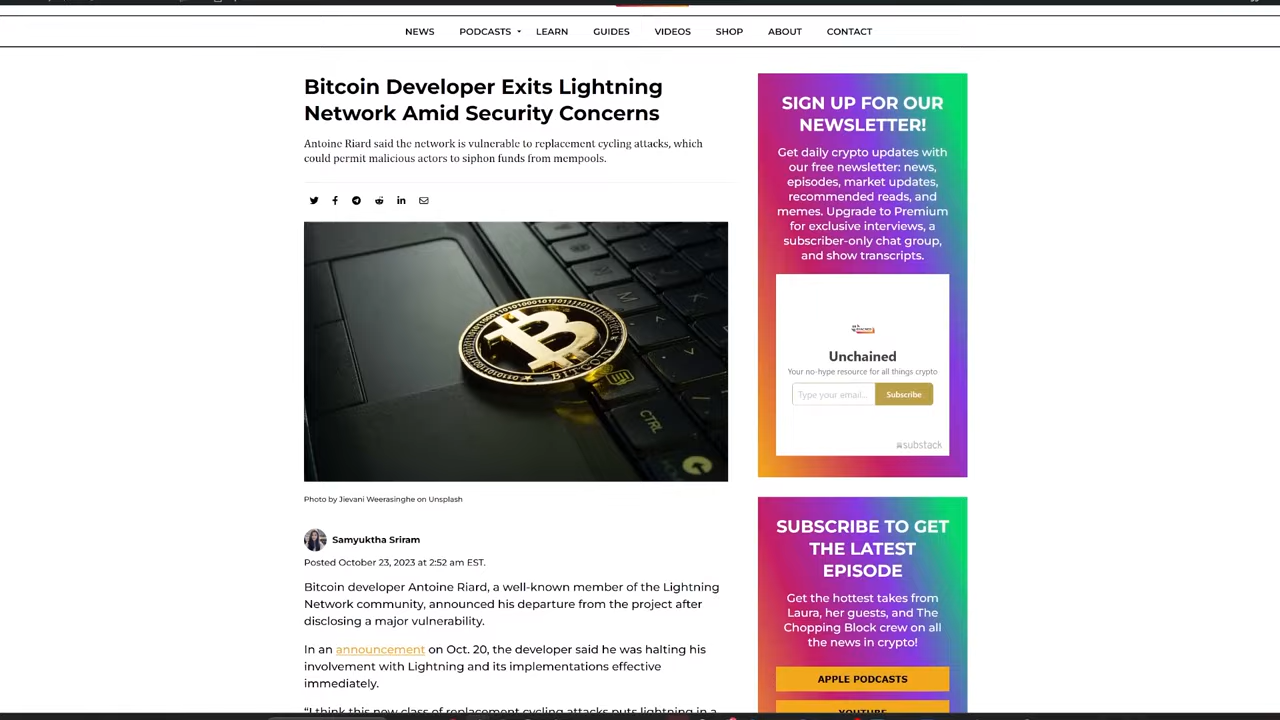 NEWS PODCASTS LEARN GUIDES VIDEOS SHOP ABOUT CONTACT
Bitcoin Developer Exits Lightning
Network Amid Security Concerns
Antoine Riard said the network is vulnerable to replacement cycling attacks, which
could permit malicious actors to siphon funds from mempools.
BITCOIN
M
CTRL
Photo by Jievani Weerasinghe on Unsplash
Samyuktha Sriram
Posted October 23, 2023 at 2:52 am EST.
Bitcoin developer Antoine Riard, a well-known member of the Lightning
Network community, announced his departure from the project after
disclosing a major vulnerability.
In an announcement on Oct. 20, the developer said he was halting his
involvement with Lightning and its implementations effective
immediately.
“I think this new class of replacement cycling attacks puts lightning in a
SIGN UP FOR OUR
NEWSLETTER!
Get daily crypto updates with
our free newsletter: news,
episodes, market updates,
recommended reads, and
memes. Upgrade to Premium
for exclusive interviews, a
subscriber-only chat group,
and show transcripts.
Unchained
Your no-hype resource for all things crypto
Type your email... Subscribe
substack
SUBSCRIBE TO GET
THE LATEST
EPISODE
Get the hottest takes from
Laura, her guests, and The
Chopping Block crew on all
the news in crypto!
APPLE PODCASTS
YOUTUBE